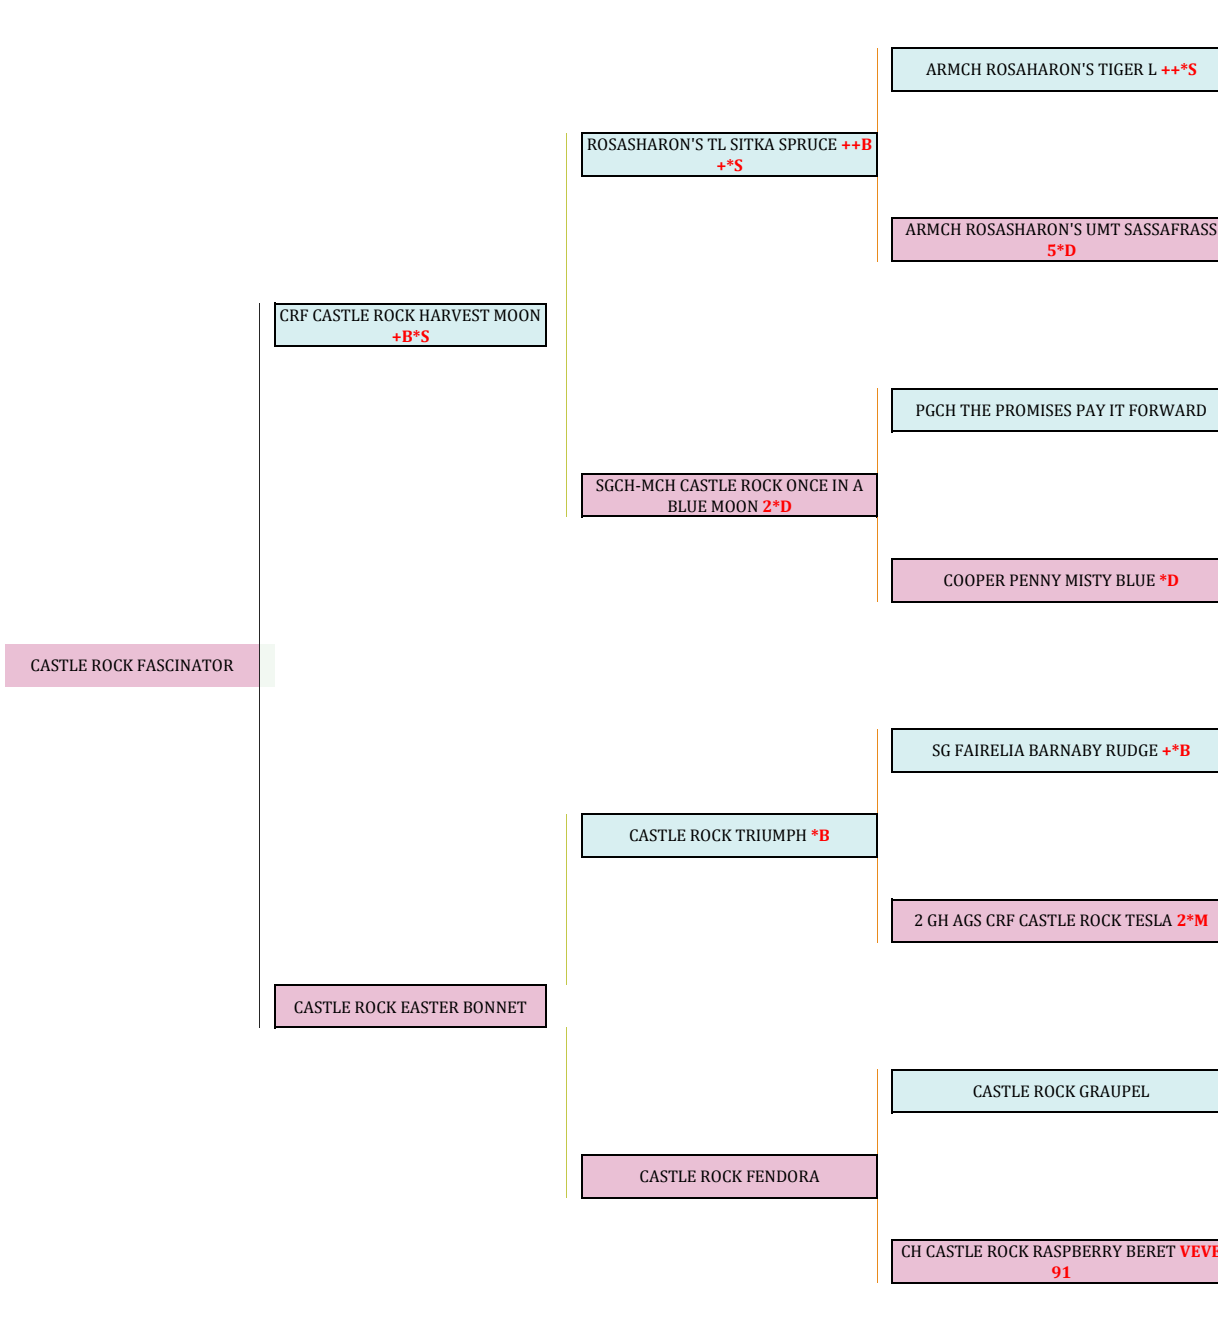 ARMCH ROSAHARON'S TIGER L ++*S
ROSASHARON'S TL SITKA SPRUCE ++B
+*S
ARMCH ROSASHARON'S UMT SASSAFRASS
5*D
CRF CASTLE ROCK HARVEST MOON
+B*S
PGCH THE PROMISES PAY IT FORWARD
SGCH-MCH CASTLE ROCK ONCE IN A
BLUE MOON 2*D
COOPER PENNY MISTY BLUE *D
CASTLE ROCK FASCINATOR
SG FAIRELIA BARNABY RUDGE +*B
CASTLE ROCK TRIUMPH *B
2 GH AGS CRF CASTLE ROCK TESLA 2*M
CASTLE ROCK EASTER BONNET
CASTLE ROCK GRAUPEL
CASTLE ROCK FENDORA
CH CASTLE ROCK RASPBERRY BERET VEVE
91